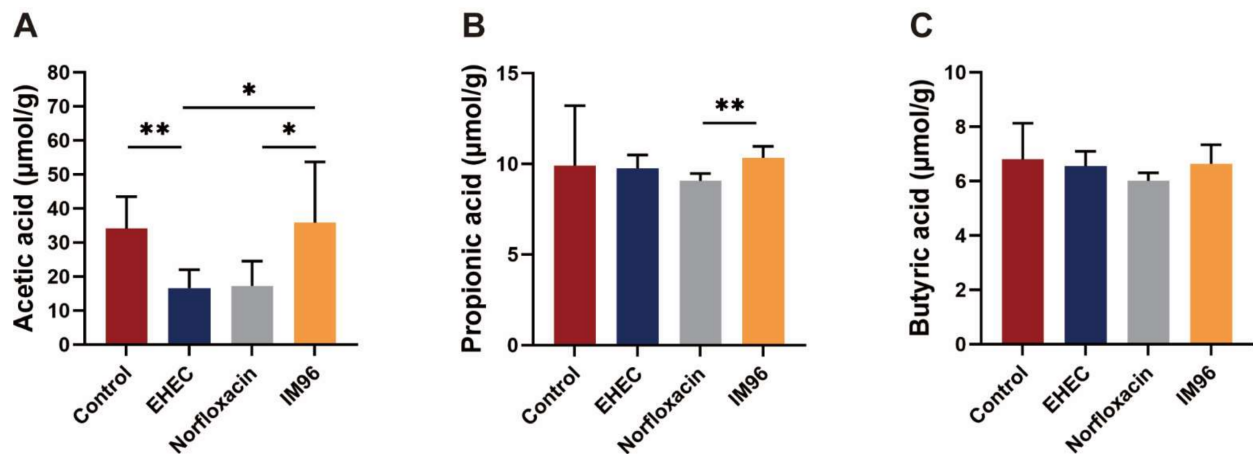 A
Acetic acid (μmol/g)
80
70
60
50
40
30
20
10
0
*
**
*
Control
EHEC
Norfloxacin
IM96
B
Propionic acid (μmol/g)
15
10
5
0
**
Control
EHEC
Norfloxacin
IM96
C
Butyric acid (μmol/g)
10
8
6
4
2
0
Control
EHEC
Norfloxacin
IM96